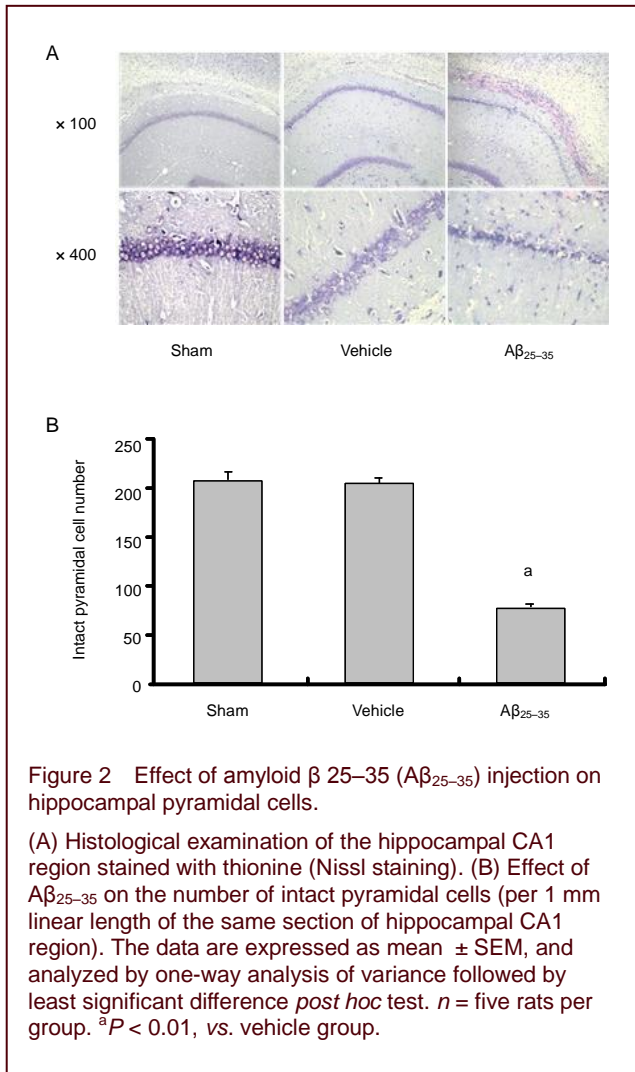 A
× 100
× 400
Sham Vehicle Aβ25–35
B
Intact pyramidal cell number
250
200
150
100
50
0
a
Sham Vehicle Aβ25–35
Figure 2 Effect of amyloid β 25–35 (Aβ25–35) injection on
hippocampal pyramidal cells.
(A) Histological examination of the hippocampal CA1
region stained with thionine (Nissl staining). (B) Effect of
Aβ25–35 on the number of intact pyramidal cells (per 1 mm
linear length of the same section of hippocampal CA1
region). The data are expressed as mean ± SEM, and
analyzed by one-way analysis of variance followed by
least significant difference post hoc test. n = five rats per
group. aP < 0.01, vs. vehicle group.